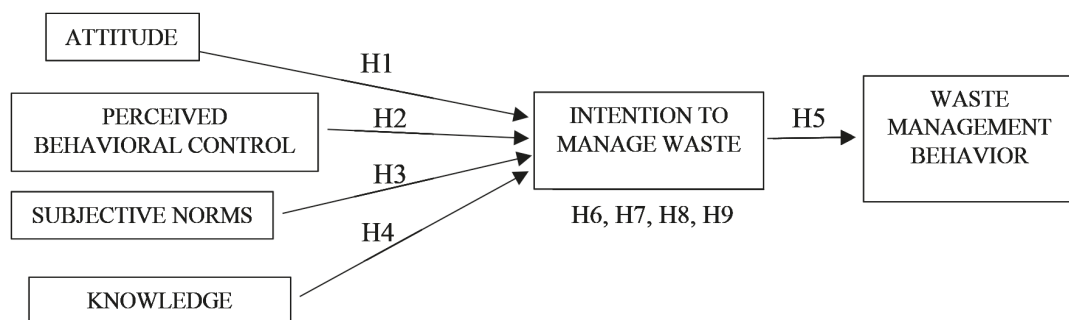 ATTITUDE
H1
PERCEIVED
BEHAVIORAL CONTROL
H2
SUBJECTIVE NORMS
H3
KNOWLEDGE
H4
INTENTION TO
MANAGE WASTE
H6, H7, H8, H9
H5
WASTE
MANAGEMENT
BEHAVIOR